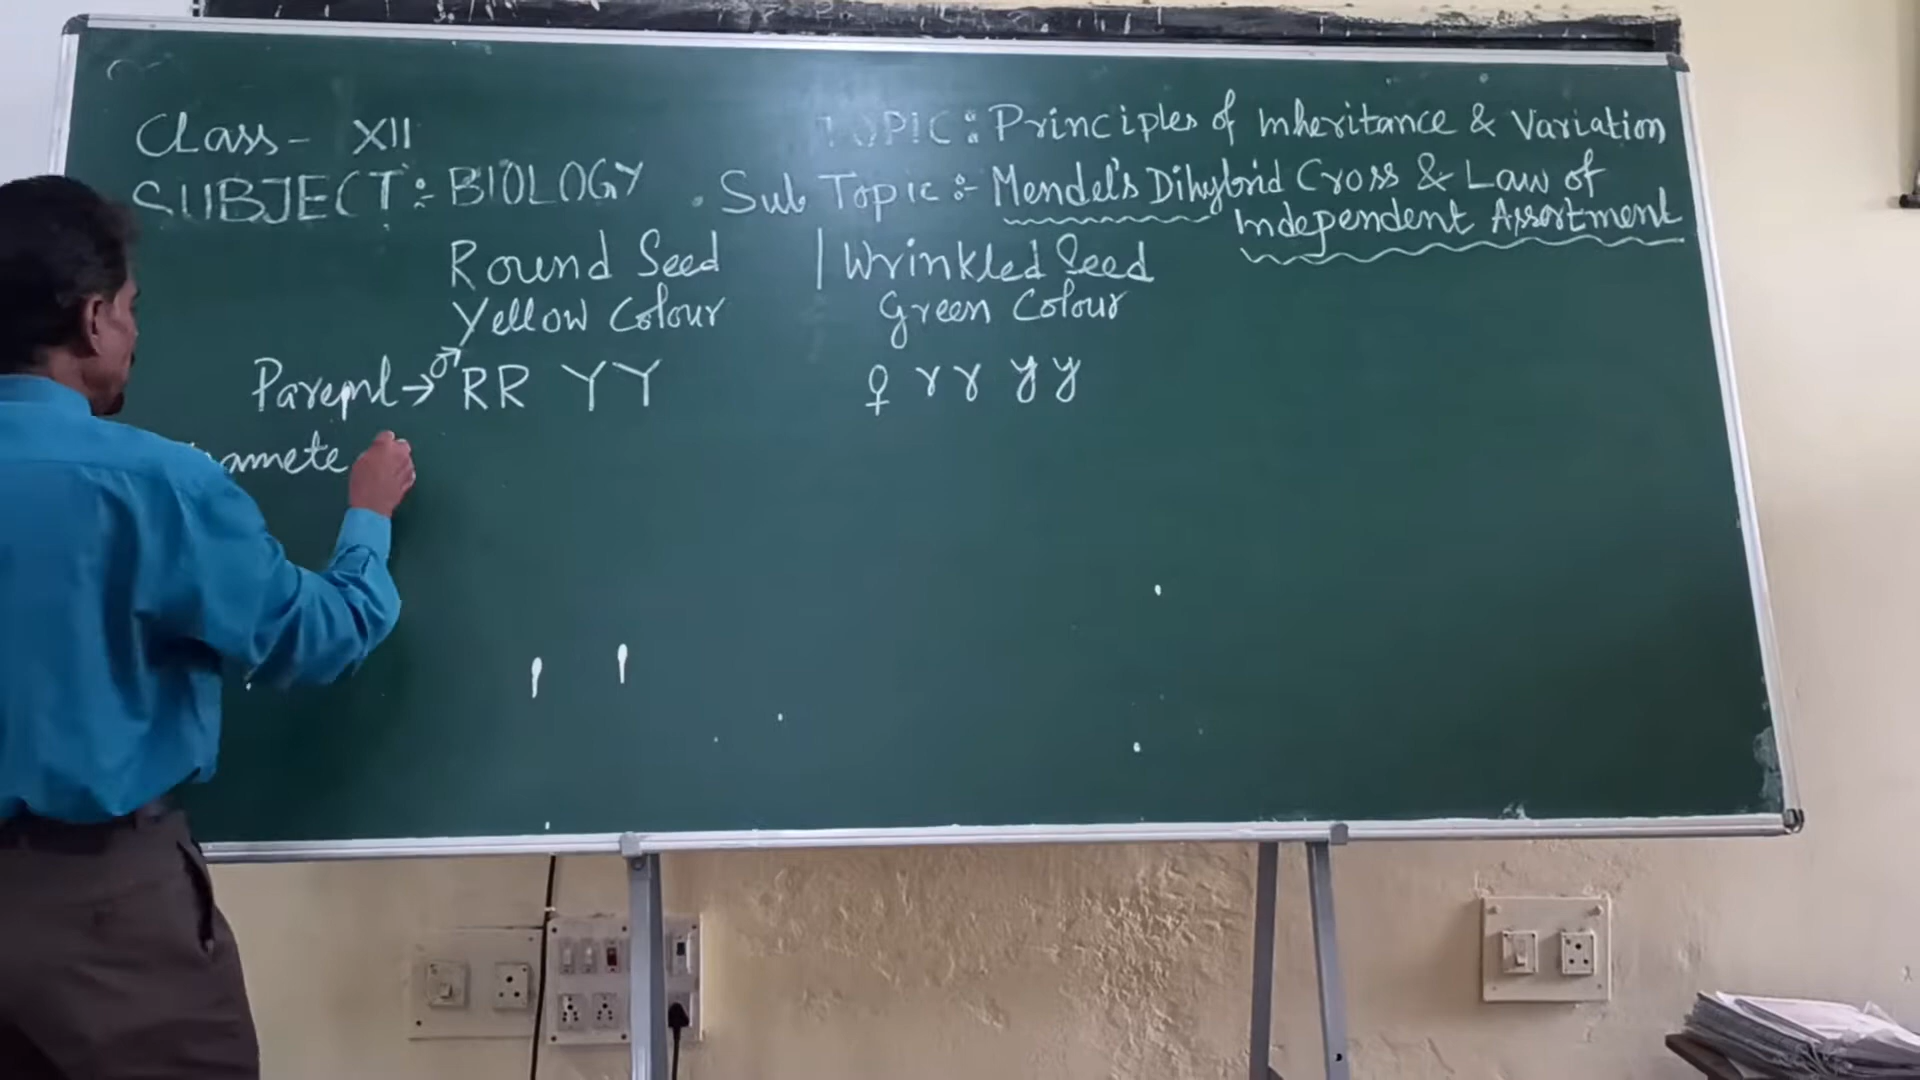 Class - XII
TOPIC : Principles of Inheritance & Variation
SUBJECT :- BIOLOGY
. Sub Topic :- Mendel's Dihybrid Cross & Law of
Independent Assortment
Round Seed | Wrinkled Seed
Yellow Colour Green Colour
Parent → ♂ RR YY ♀ rr yy